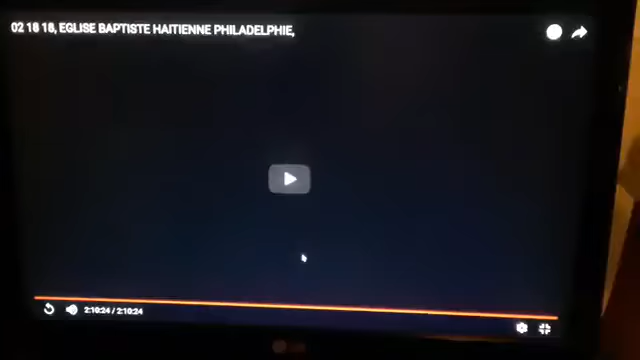 02 18 18, EGLISE BAPTISTE HAITIENNE PHILADELPHIE,
2:10:24 / 2:10:24